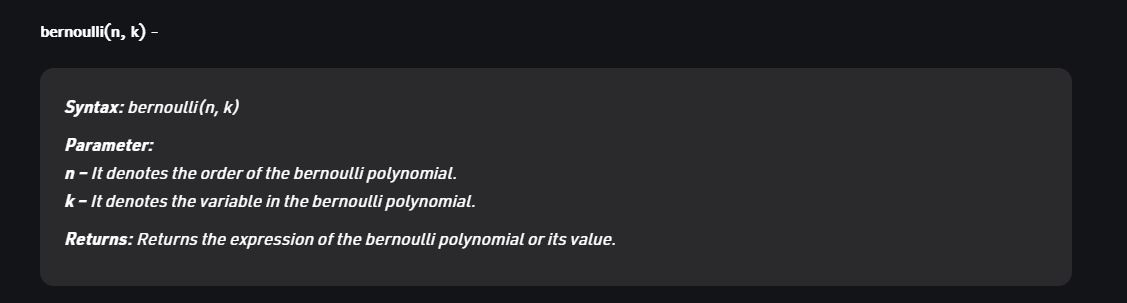 bernoulli(n, k) –
Syntax: bernoulli(n, k)
Parameter:
n – It denotes the order of the bernoulli polynomial.
k – It denotes the variable in the bernoulli polynomial.
Returns: Returns the expression of the bernoulli polynomial or its value.